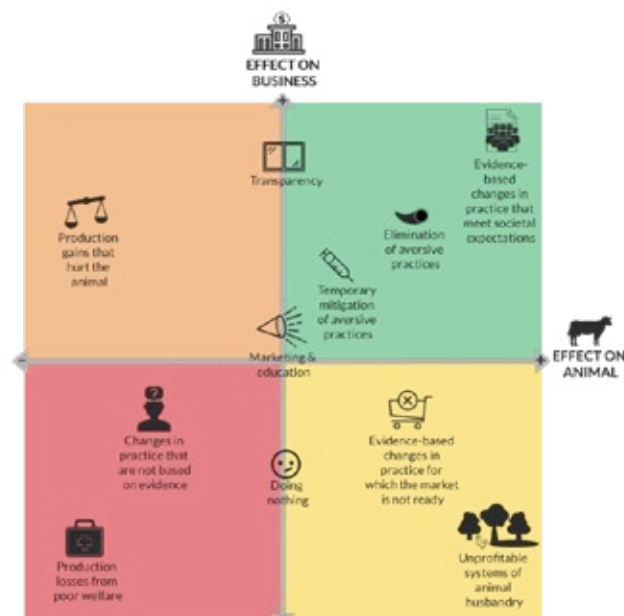 $
EFFECT ON
BUSINESS
+
Transparency
Evidence-
based
changes in
practice that
meet societal
expectations
Production
gains that
hurt the
animal
Elimination
of aversive
practices
Temporary
mitigation
of aversive
practices
Marketing &
education
-
+
EFFECT ON
ANIMAL
?
Changes in
practice that
are not based
on evidence
Evidence-based
changes in
practice for
which the market
is not ready
Doing
nothing
Production
losses from
poor welfare
Unprofitable
systems of
animal
husbandry
-